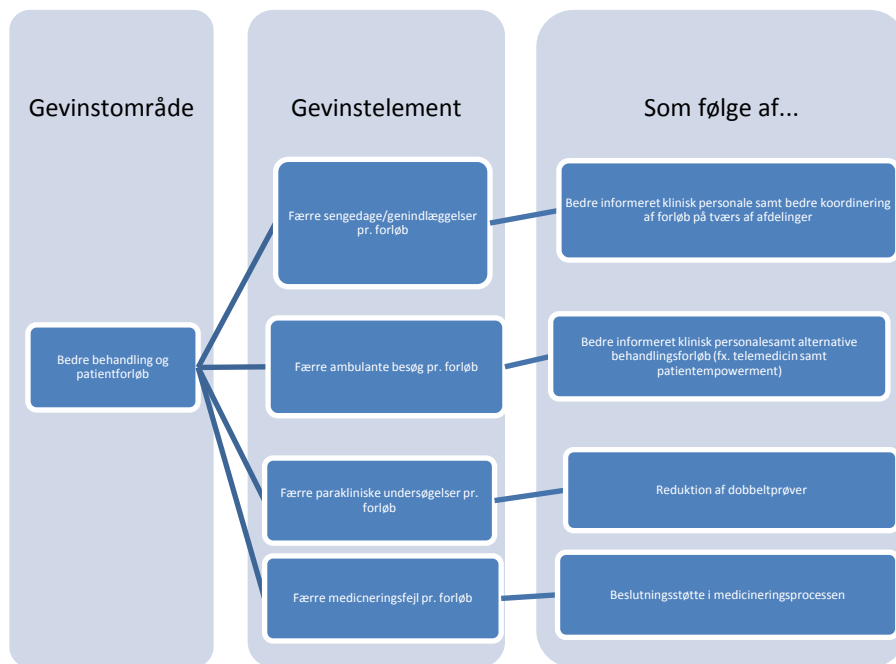 Gevinstområde
Gevinstelement
Som følge af...
Bedre behandling og
patientforløb
Færre sengedage/genindlæggelser
pr. forløb
Bedre informeret klinisk personale samt bedre koordinering
af forløb på tværs af afdelinger
Færre ambulante besøg pr. forløb
Bedre informeret klinisk personalesamt alternative
behandlingsforløb (fx. telemedicin samt
patientempowerment)
Færre parakliniske undersøgelser pr.
forløb
Reduktion af dobbeltprøver
Færre medicneringsfejl pr. forløb
Beslutningsstøtte i medicineringsprocessen